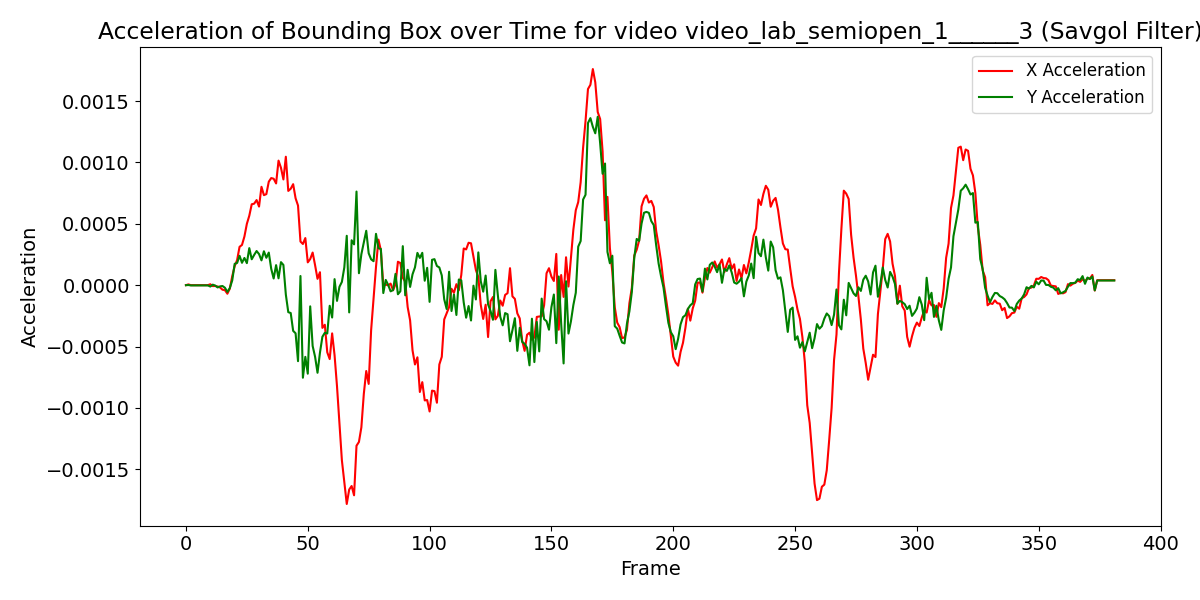 Acceleration of Bounding Box over Time for video video_lab_semiopen_1______3 (Savgol Filter)
X Acceleration
Y Acceleration
Acceleration
0.0015
0.0010
0.0005
0.0000
−0.0005
−0.0010
−0.0015
0 50 100 150 200 250 300 350 400
Frame